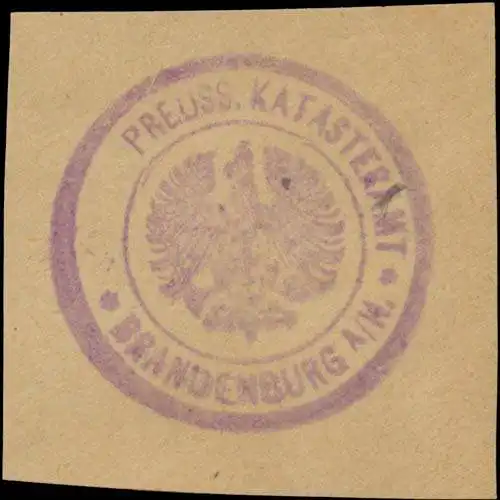 PREUSS. KATASTERAMT
* BRANDENBURG A/H. *